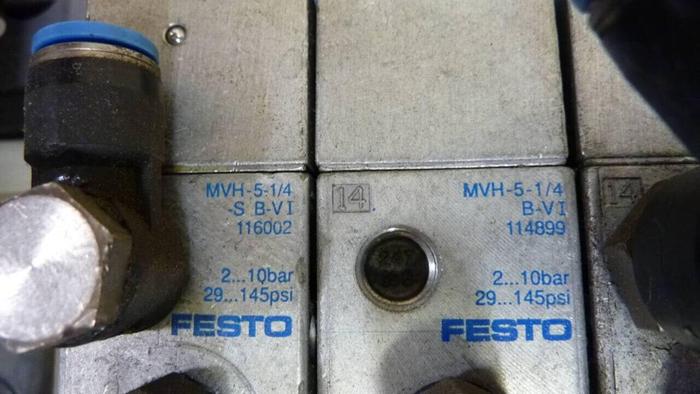 MVH-5-1/4
-S B-VI
116002
2...10bar
29...145psi
FESTO
14
MVH-5-1/4
B-VI
114899
2...10bar
29...145psi
FESTO
14